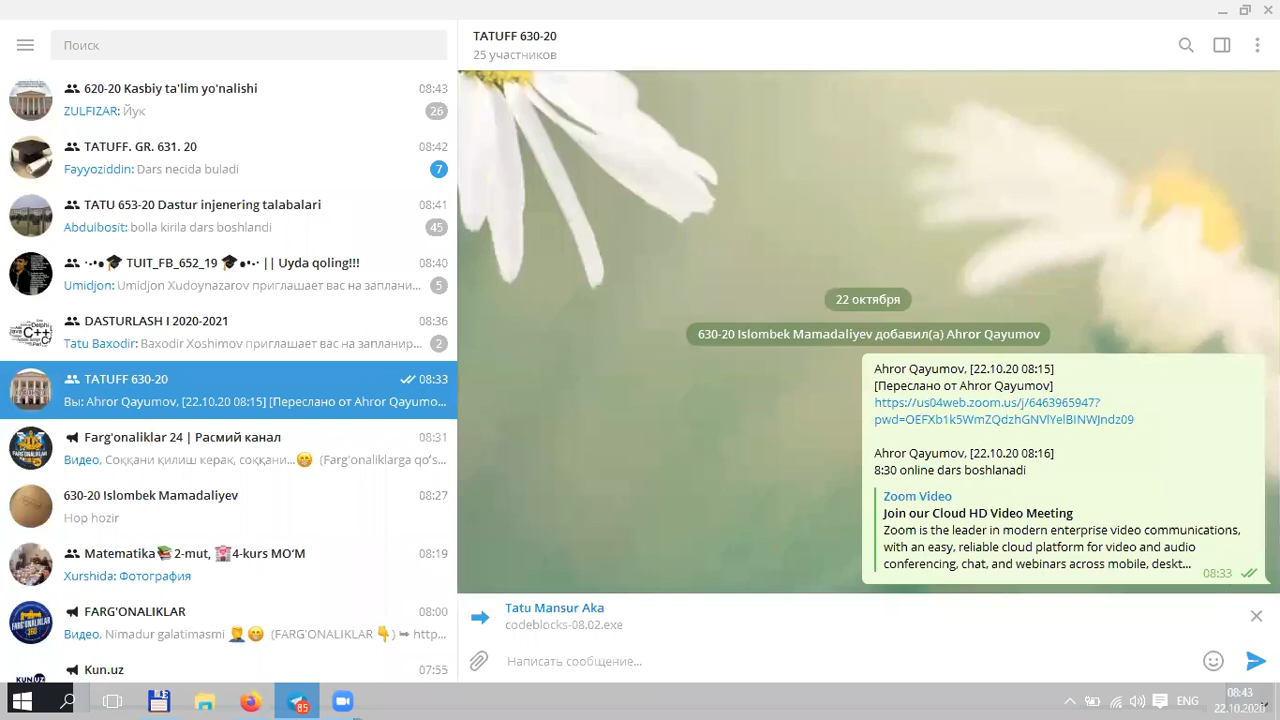 Поиск
620-20 Kasbiy ta'lim yo'nalishi 08:43
ZULFIZAR: Йук 26
TATUFF. GR. 631. 20 08:42
Fayyoziddin: Dars necida buladi 7
TATU 653-20 Dastur injenering talabalari 08:41
Abduibosit: bolla kirila dars boshlandi 45
TUIT_FB_652_19 || Uyda qoling!!! 08:40
Umidjon: Umidjon Xudoynazarov приглашает вас на заплани... 5
DASTURLASH I 2020-2021 08:36
Tatu Baxodir: Baxodir Xoshimov приглашает вас на запланир... 2
TATUFF 630-20 08:33
Вы: Ahror Qayumov, [22.10.20 08:15] [Переслано от Ahror Qayumo...
Farg'onaliklar 24 | Расмий канал 08:31
Видео, Соққани қилиш керак, соққани...😁 (Farg'onaliklarga qo's...
630-20 Islombek Mamadaliyev 08:27
Hop hozir
Matematika📚2-mut, 🏩4-kurs MO'M 08:19
Xurshida: Фотография
FARG'ONALIKLAR 08:00
Видео, Nimadur galatimasmi 🤦‍♂️😁 (FARG'ONALIKLAR 👇) ➥ http...
Kun.uz 07:55
TATUFF 630-20
25 участников
22 октября
630-20 Islombek Mamadaliyev добавил(а) Ahror Qayumov
Ahror Qayumov, [22.10.20 08:15]
[Переслано от Ahror Qayumov]
https://us04web.zoom.us/j/6463965947?
pwd=OEFXb1k5WmZQdzhGNVlYelBINWJndz09
Ahror Qayumov, [22.10.20 08:16]
8:30 online dars boshlanadi
Zoom Video
Join our Cloud HD Video Meeting
Zoom is the leader in modern enterprise video communications,
with an easy, reliable cloud platform for video and audio
conferencing, chat, and webinars across mobile, deskt...
08:33
Tatu Mansur Aka
codeblocks-08.02.exe
Написать сообщение...
85
ENG
08:43
22.10.2020